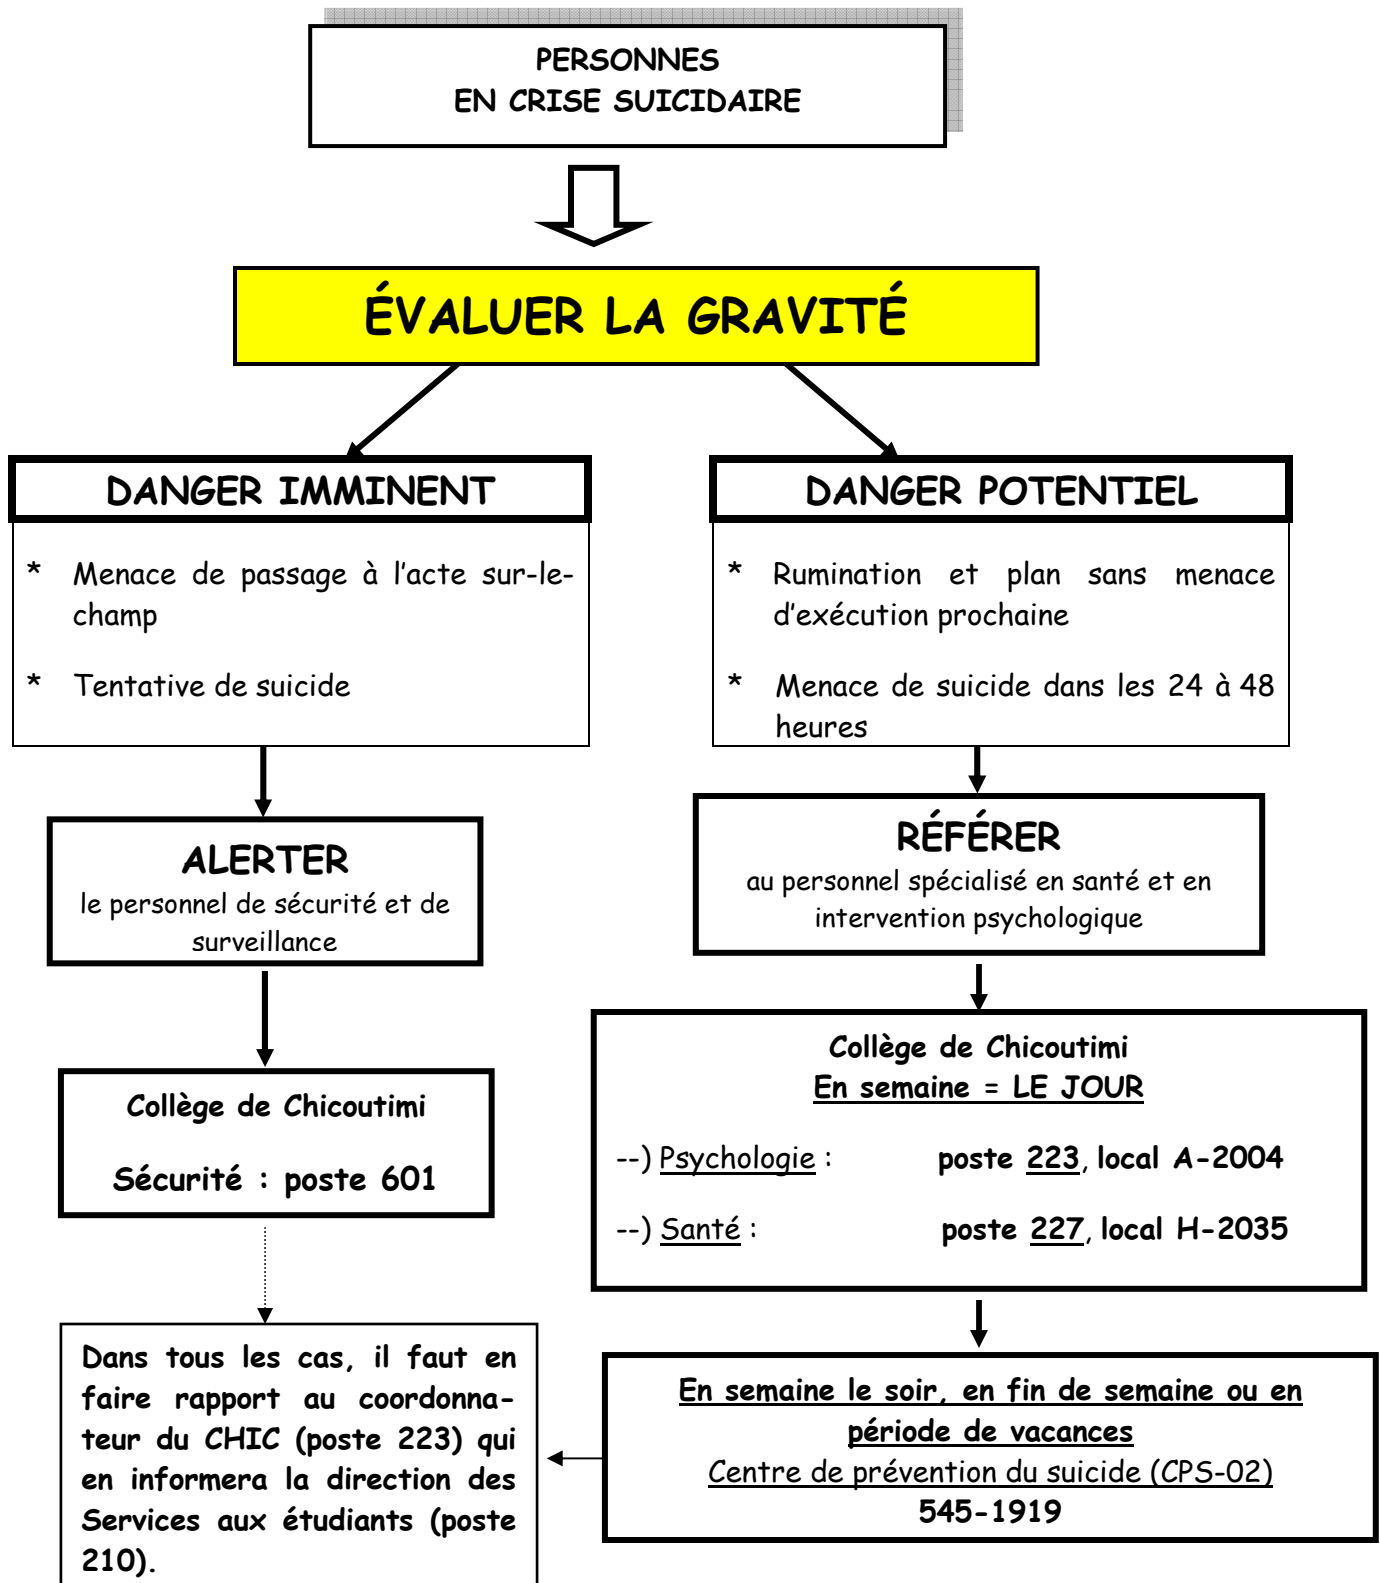 PERSONNES
EN CRISE SUICIDAIRE
ÉVALUER LA GRAVITÉ
DANGER IMMINENT
* Menace de passage à l'acte sur-le-
champ
* Tentative de suicide
DANGER POTENTIEL
* Rumination et plan sans menace
d'exécution prochaine
* Menace de suicide dans les 24 à 48
heures
ALERTER
le personnel de sécurité et de
surveillance
RÉFÉRER
au personnel spécialisé en santé et en
intervention psychologique
Collège de Chicoutimi
Sécurité : poste 601
Collège de Chicoutimi
En semaine = LE JOUR
--) Psychologie : poste 223, local A-2004
--) Santé : poste 227, local H-2035
Dans tous les cas, il faut en
faire rapport au coordonna-
teur du CHIC (poste 223) qui
en informera la direction des
Services aux étudiants (poste
210).
En semaine le soir, en fin de semaine ou en
période de vacances
Centre de prévention du suicide (CPS-02)
545-1919